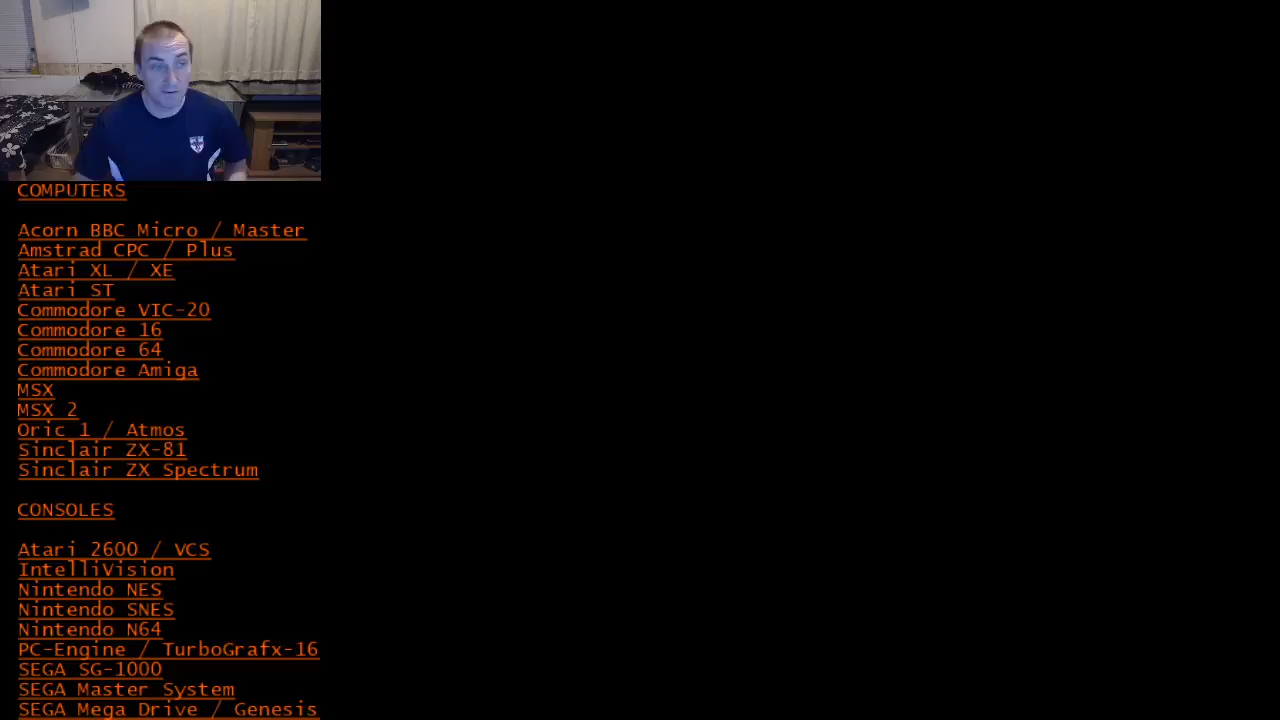 COMPUTERS
Acorn BBC Micro / Master
Amstrad CPC / Plus
Atari XL / XE
Atari ST
Commodore VIC-20
Commodore 16
Commodore 64
Commodore Amiga
MSX
MSX 2
Oric 1 / Atmos
Sinclair ZX-81
Sinclair ZX Spectrum
CONSOLES
Atari 2600 / VCS
IntelliVision
Nintendo NES
Nintendo SNES
Nintendo N64
PC-Engine / TurboGrafx-16
SEGA SG-1000
SEGA Master System
SEGA Mega Drive / Genesis